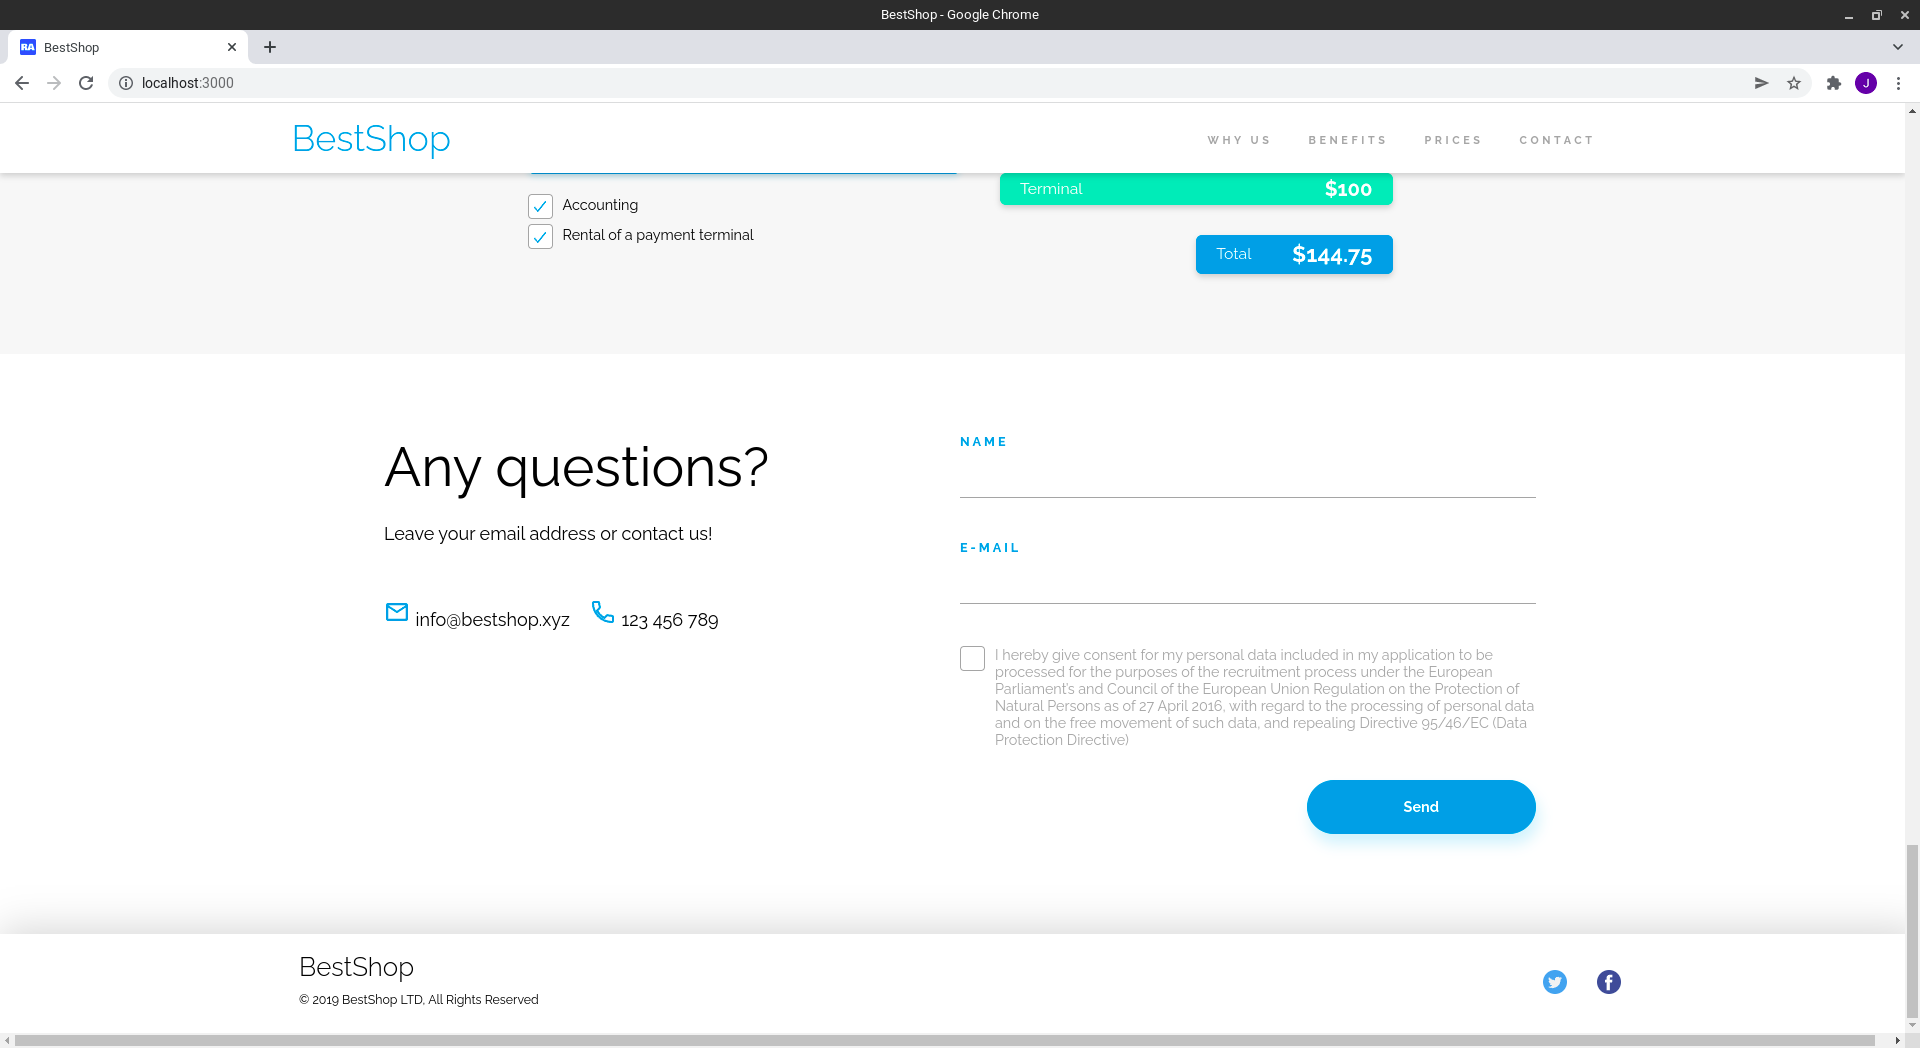 BestShop - Google Chrome
RA BestShop
localhost:3000
J
BestShop
WHY US BENEFITS PRICES CONTACT
Terminal $100
Accounting
Rental of a payment terminal
Total $144.75
Any questions?
Leave your email address or contact us!
info@bestshop.xyz 123 456 789
NAME
E-MAIL
I hereby give consent for my personal data included in my application to be
processed for the purposes of the recruitment process under the European
Parliament's and Council of the European Union Regulation on the Protection of
Natural Persons as of 27 April 2016, with regard to the processing of personal data
and on the free movement of such data, and repealing Directive 95/46/EC (Data
Protection Directive)
Send
BestShop
© 2019 BestShop LTD, All Rights Reserved